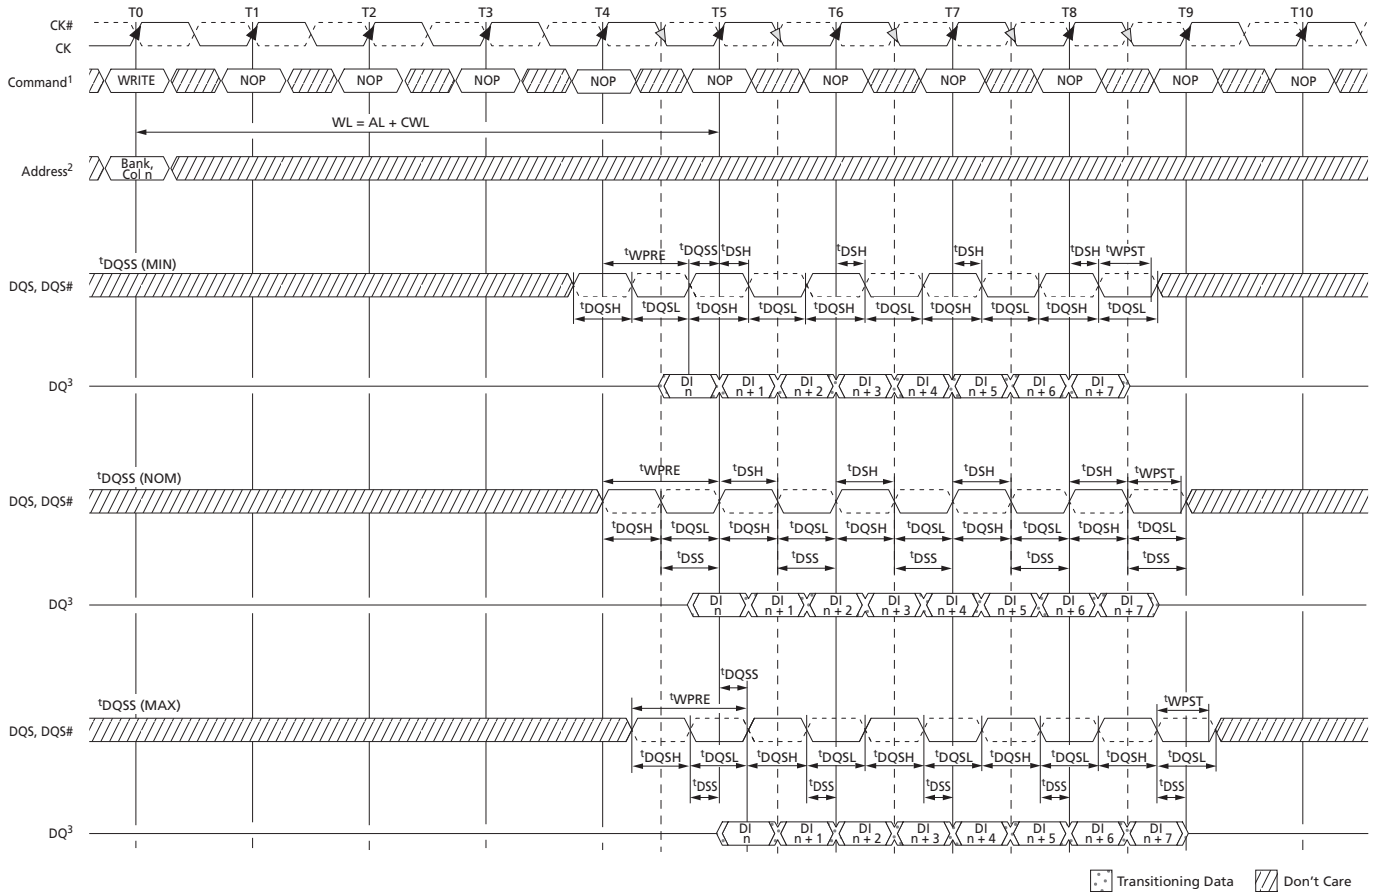 T0 T1 T2 T3 T4 T5 T6 T7 T8 T9 T10
CK#
CK
Command¹ WRITE NOP NOP NOP NOP NOP NOP NOP NOP NOP NOP
WL = AL + CWL
Address² Bank,
Col n
ᵗDQSS (MIN) ᵗWPRE ᵗDQSS ᵗDSH ᵗDSH ᵗDSH ᵗDSH ᵗWPST
DQS, DQS#
ᵗDQSH ᵗDQSL ᵗDQSH ᵗDQSL ᵗDQSH ᵗDQSL ᵗDQSH ᵗDQSL ᵗDQSH ᵗDQSL
DQ³ DI DI DI DI DI DI DI DI
n n + 1 n + 2 n + 3 n + 4 n + 5 n + 6 n + 7
ᵗDQSS (NOM) ᵗWPRE ᵗDSH ᵗDSH ᵗDSH ᵗDSH ᵗWPST
DQS, DQS#
ᵗDQSH ᵗDQSL ᵗDQSH ᵗDQSL ᵗDQSH ᵗDQSL ᵗDQSH ᵗDQSL ᵗDQSH ᵗDQSL
ᵗDSS ᵗDSS ᵗDSS ᵗDSS ᵗDSS
DQ³ DI DI DI DI DI DI DI DI
n n + 1 n + 2 n + 3 n + 4 n + 5 n + 6 n + 7
ᵗDQSS
ᵗDQSS (MAX) ᵗWPRE ᵗWPST
DQS, DQS#
ᵗDQSH ᵗDQSL ᵗDQSH ᵗDQSL ᵗDQSH ᵗDQSL ᵗDQSH ᵗDQSL ᵗDQSH ᵗDQSL
ᵗDSS ᵗDSS ᵗDSS ᵗDSS ᵗDSS
DQ³ DI DI DI DI DI DI DI DI
n n + 1 n + 2 n + 3 n + 4 n + 5 n + 6 n + 7
Transitioning Data Don't Care